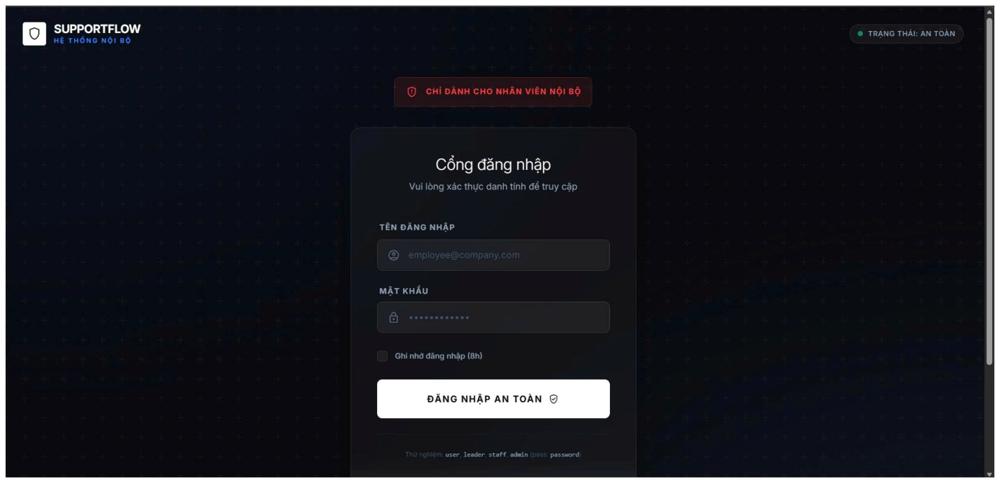 SUPPORTFLOW
HỆ THỐNG NỘI BỘ
TRẠNG THÁI: AN TOÀN
CHỈ DÀNH CHO NHÂN VIÊN NỘI BỘ
Cổng đăng nhập
Vui lòng xác thực danh tính để truy cập
TÊN ĐĂNG NHẬP
employee@company.com
MẬT KHẨU
••••••••••••
Ghi nhớ đăng nhập (8h)
ĐĂNG NHẬP AN TOÀN
Thử nghiệm: user, leader, staff, admin (pass: password)